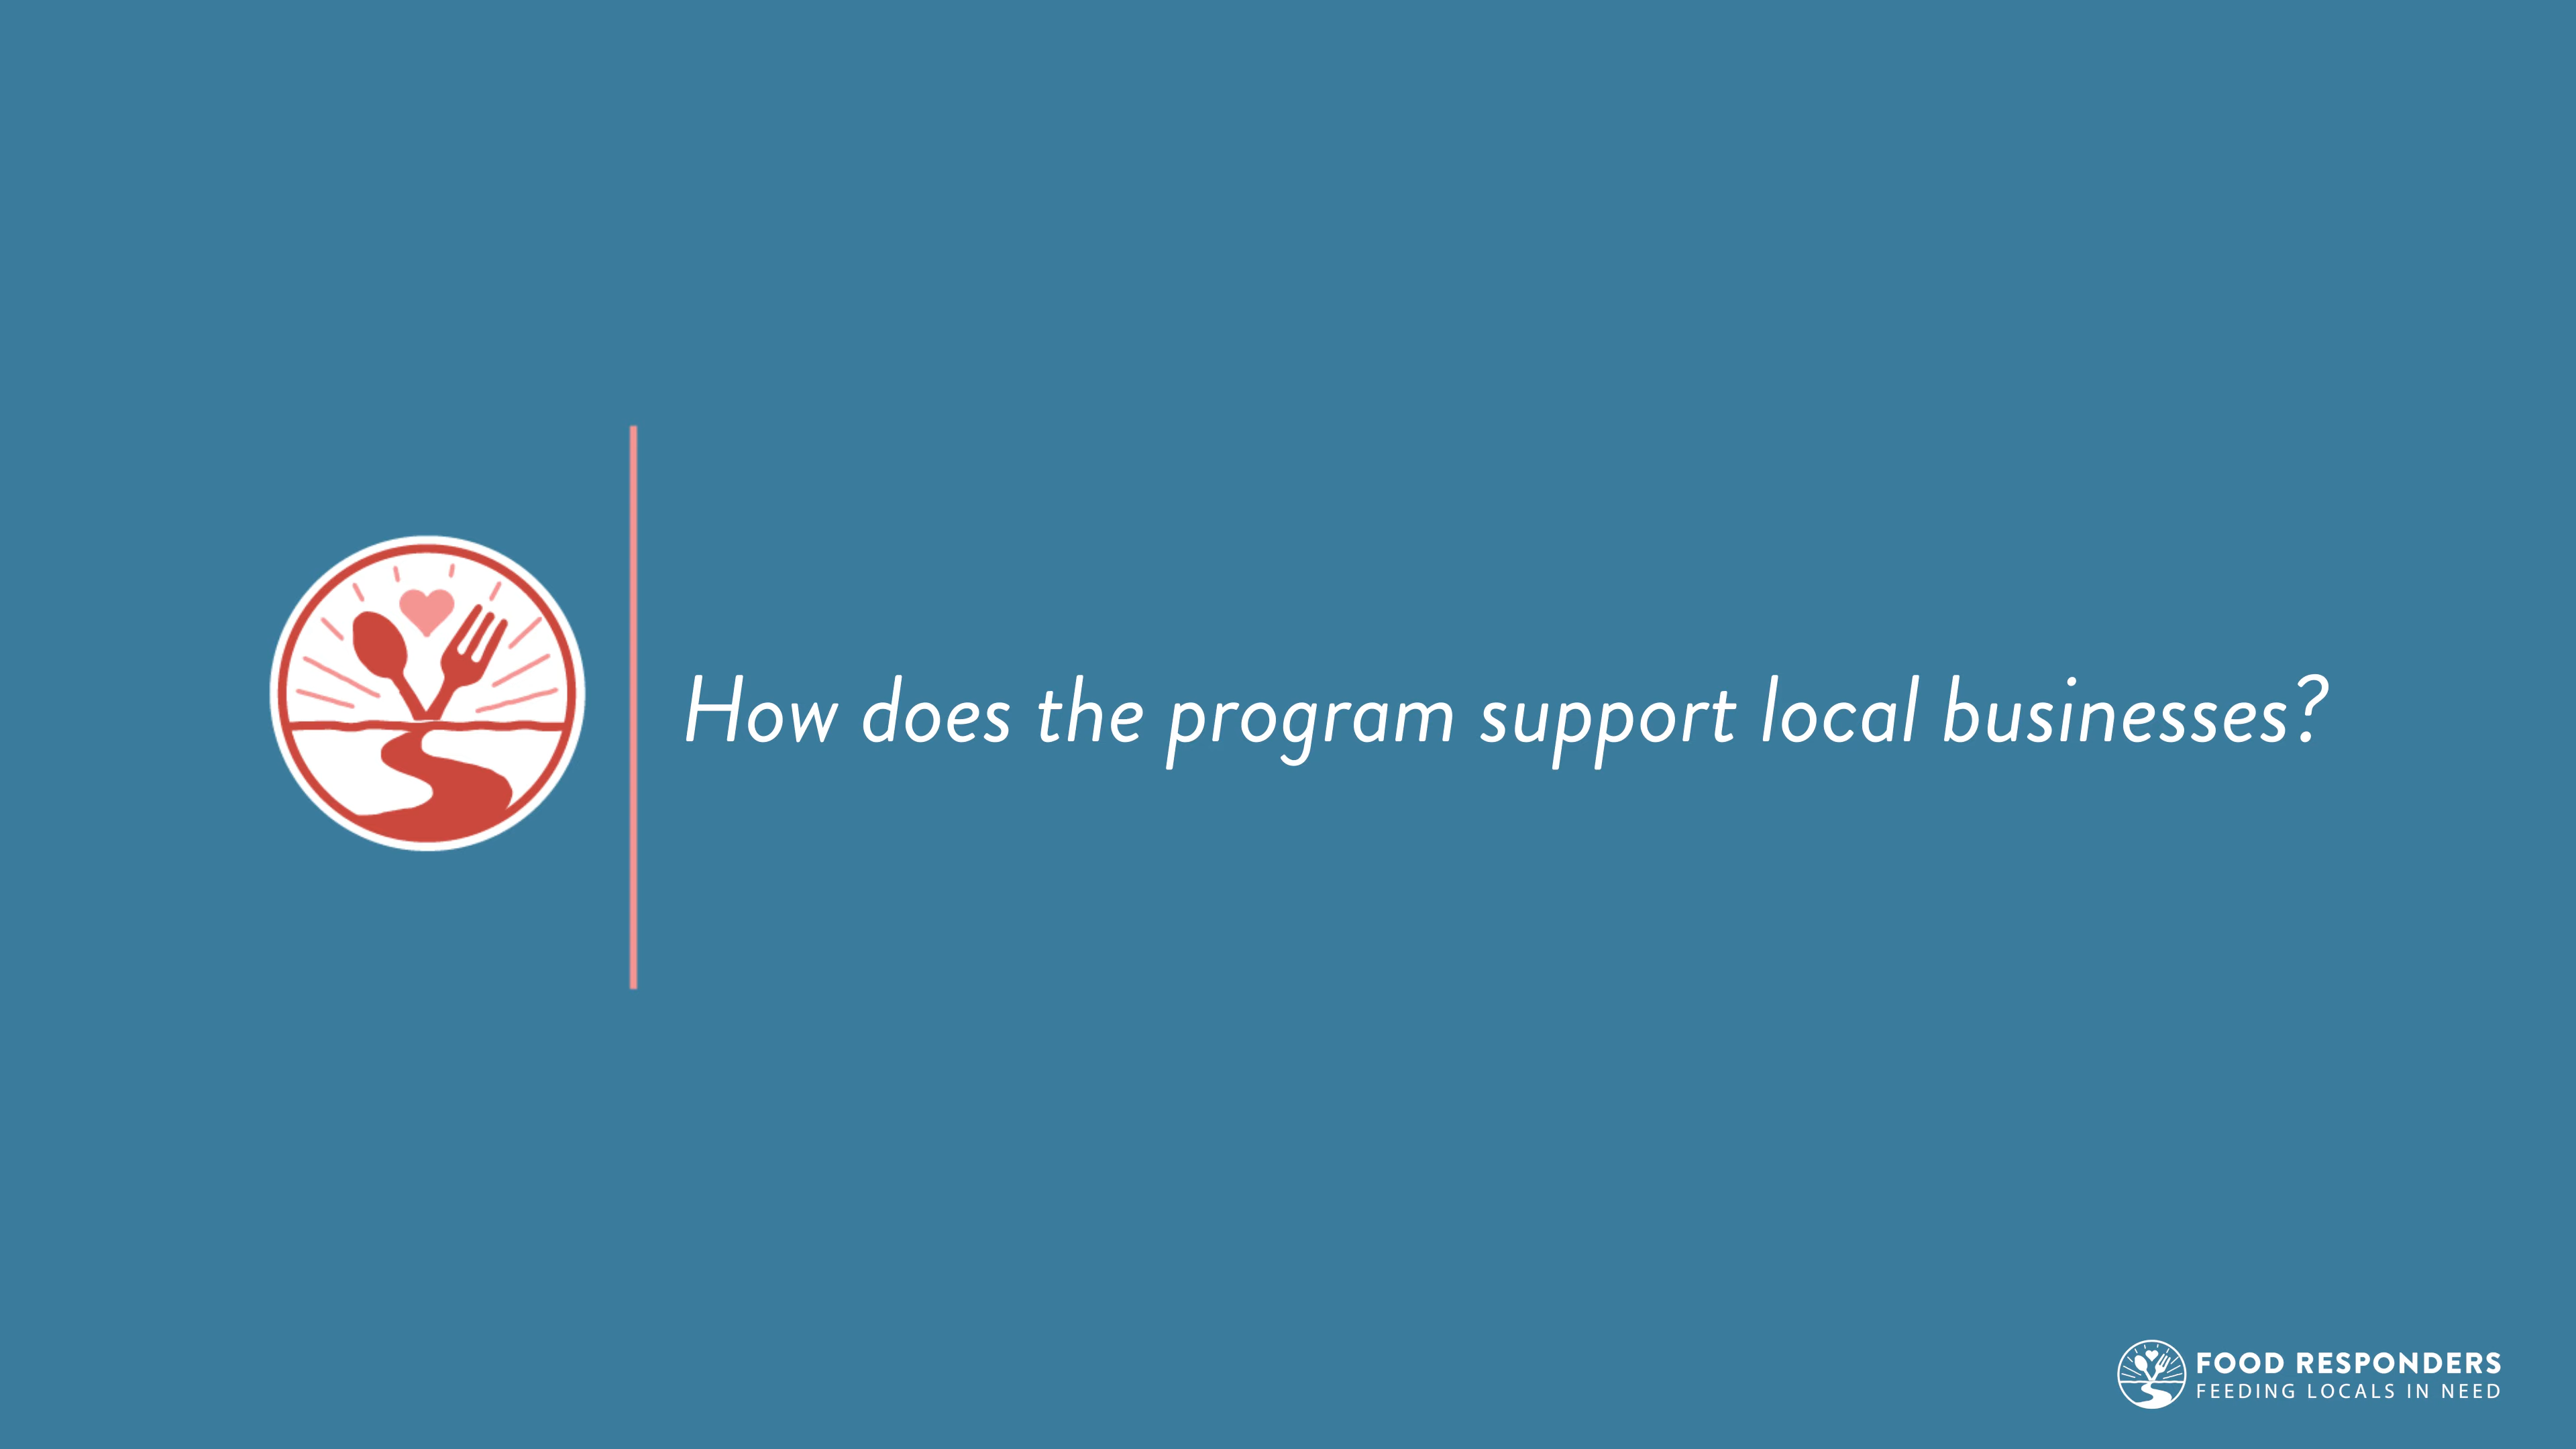 How does the program support local businesses?
FOOD RESPONDERS
FEEDING LOCALS IN NEED